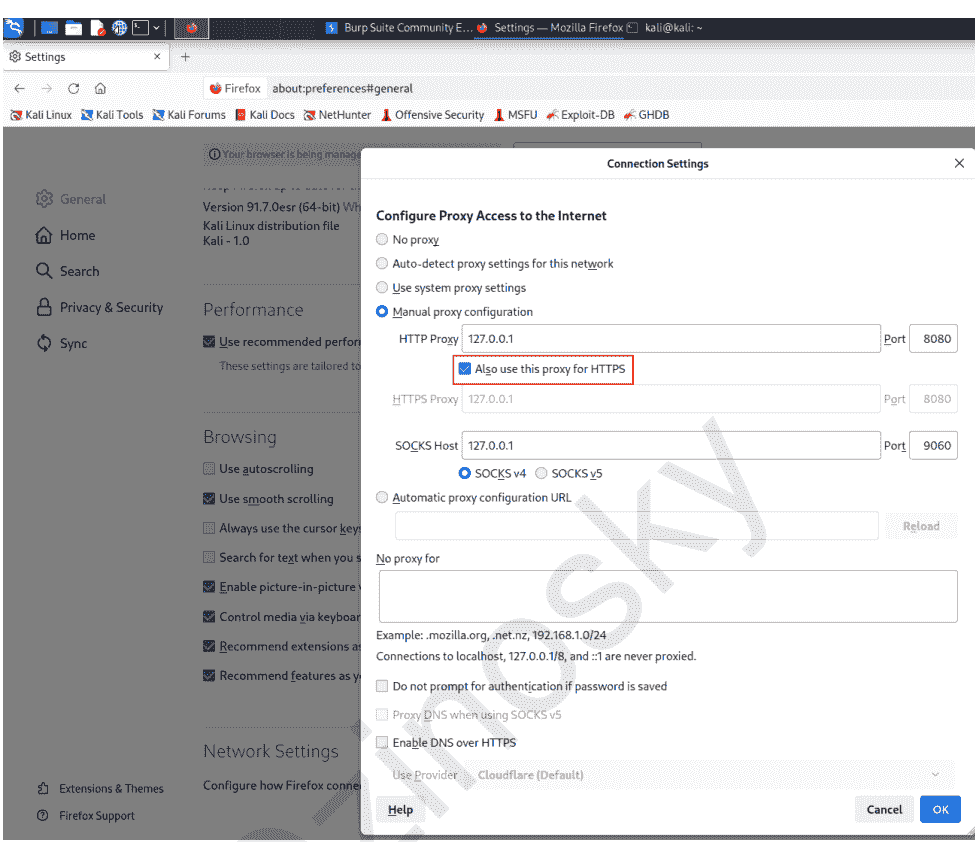 Burp Suite Community E... Settings — Mozilla Firefox kali@kali: ~
Settings
Firefox about:preferences#general
Kali Linux Kali Tools Kali Forums Kali Docs NetHunter Offensive Security MSFU Exploit-DB GHDB
Your browser is being manage
Connection Settings
General
Home
Search
Privacy & Security
Sync
Extensions & Themes
Firefox Support
Version 91.7.0esr (64-bit) Wh
Kali Linux distribution file
Kali - 1.0
Performance
Use recommended perfor
These settings are tailored to
Browsing
Use autoscrolling
Use smooth scrolling
Always use the cursor keys
Search for text when you s
Enable picture-in-picture
Control media via keyboar
Recommend extensions as
Recommend features as y
Network Settings
Configure how Firefox conne
Configure Proxy Access to the Internet
No proxy
Auto-detect proxy settings for this network
Use system proxy settings
Manual proxy configuration
HTTP Proxy 127.0.0.1 Port 8080
Also use this proxy for HTTPS
HTTPS Proxy 127.0.0.1 Port 8080
SOCKS Host 127.0.0.1 Port 9060
SOCKS v4 SOCKS v5
Automatic proxy configuration URL
Reload
No proxy for
Example: .mozilla.org, .net.nz, 192.168.1.0/24
Connections to localhost, 127.0.0.1/8, and ::1 are never proxied.
Do not prompt for authentication if password is saved
Proxy DNS when using SOCKS v5
Enable DNS over HTTPS
Use Provider Cloudflare (Default)
Help Cancel OK